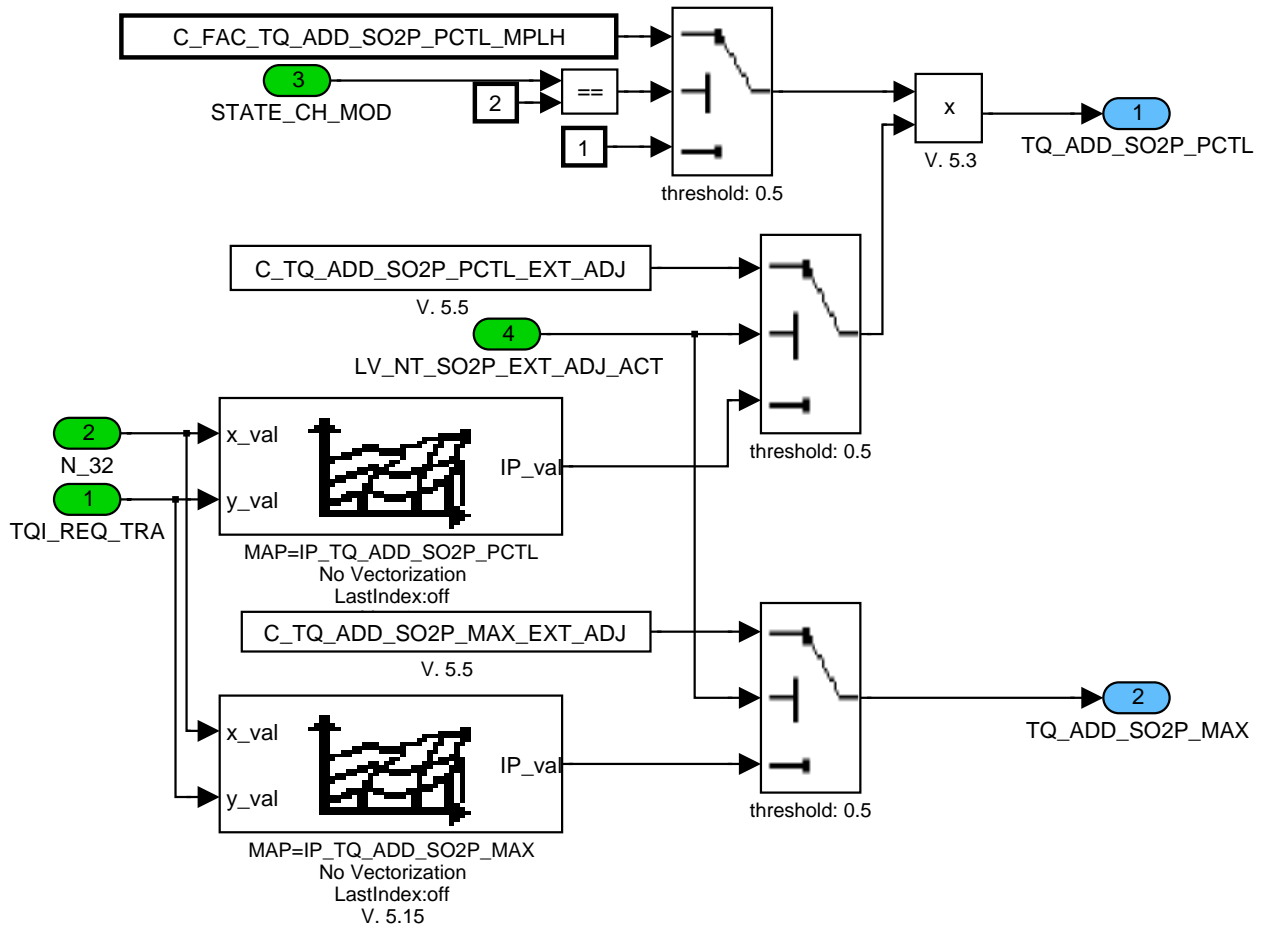 C_FAC_TQ_ADD_SO2P_PCTL_MPLH
3
STATE_CH_MOD
2
==
1
threshold: 0.5
x
V. 5.3
1
TQ_ADD_SO2P_PCTL
C_TQ_ADD_SO2P_PCTL_EXT_ADJ
V. 5.5
4
LV_NT_SO2P_EXT_ADJ_ACT
threshold: 0.5
2
N_32
1
TQI_REQ_TRA
x_val
y_val
IP_val
MAP=IP_TQ_ADD_SO2P_PCTL
No Vectorization
LastIndex:off
C_TQ_ADD_SO2P_MAX_EXT_ADJ
V. 5.5
x_val
y_val
IP_val
MAP=IP_TQ_ADD_SO2P_MAX
No Vectorization
LastIndex:off
V. 5.15
threshold: 0.5
2
TQ_ADD_SO2P_MAX